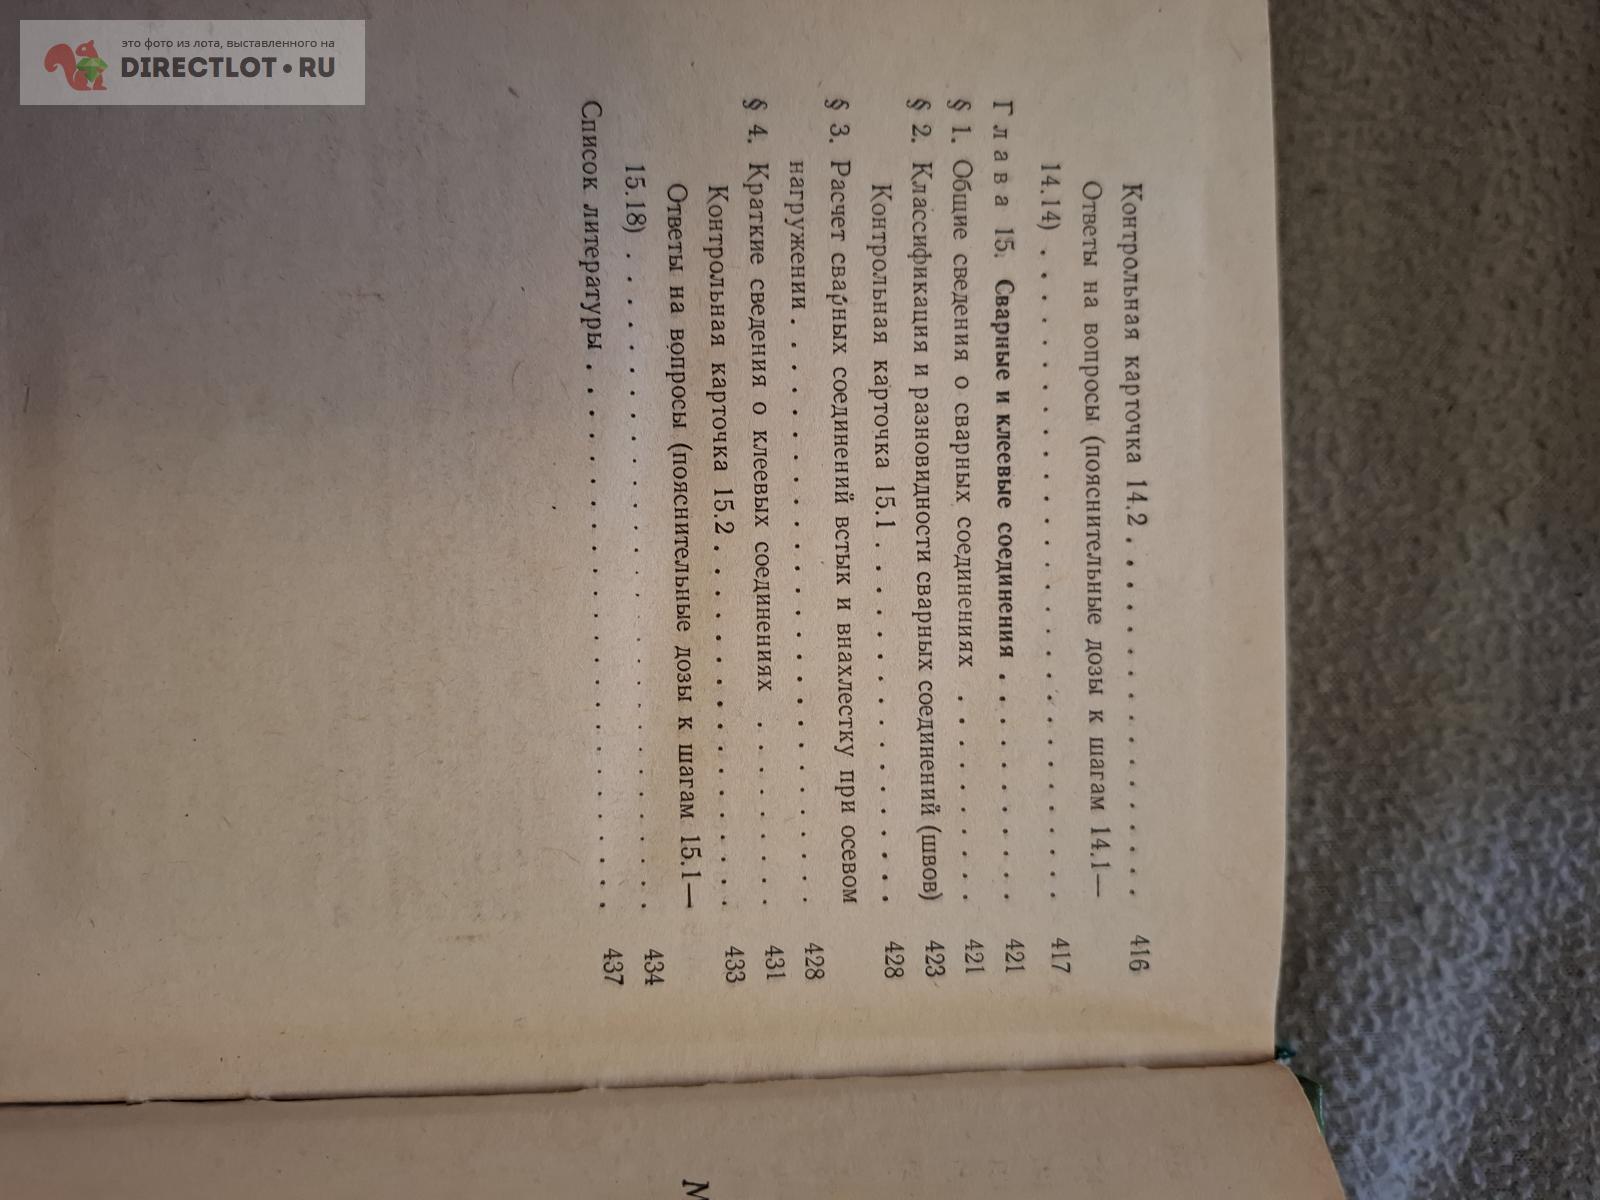 это фото из лота, выставленного на
DIRECTLOT • RU
Контрольная карточка 14.2 . . . . . . . . . . . . . 416
Ответы на вопросы (пояснительные дозы к шагам 14.1—
14.14) . . . . . . . . . . . . . . . . . . . . . 417
Глава 15. Сварные и клеевые соединения . . . . . . . . 421
§ 1. Общие сведения о сварных соединениях . . . . . . . 421
§ 2. Классификация и разновидности сварных соединений (швов) 423
Контрольная карточка 15.1 . . . . . . . . . . . . 428
§ 3. Расчет сварных соединений встык и внахлестку при осевом
нагружении . . . . . . . . . . . . . . . . . . 428
§ 4. Краткие сведения о клеевых соединениях . . . . . . 431
Контрольная карточка 15.2 . . . . . . . . . . . . 433
Ответы на вопросы (пояснительные дозы к шагам 15.1—
15.18) . . . . . . . . . . . . . . . . . . . . 434
Список литературы . . . . . . . . . . . . . . . . 437
М